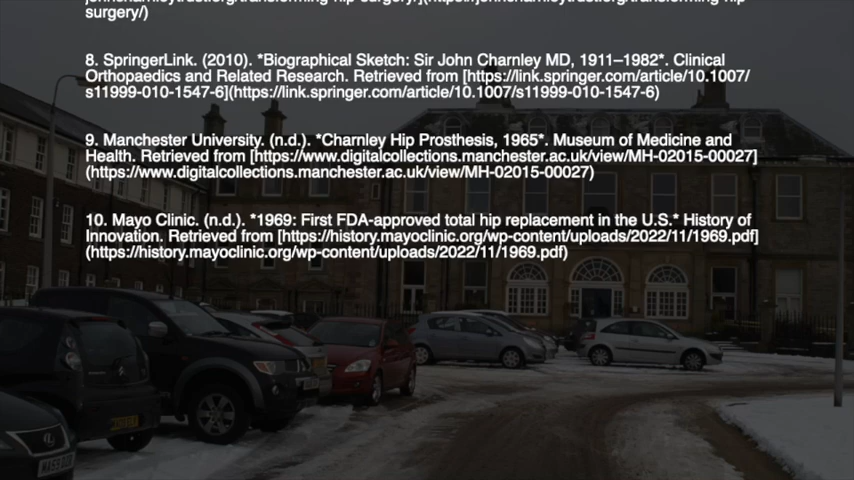 surgery/)
8. SpringerLink. (2010). *Biographical Sketch: Sir John Charnley MD, 1911–1982*. Clinical
Orthopaedics and Related Research. Retrieved from [https://link.springer.com/article/10.1007/
s11999-010-1547-6](https://link.springer.com/article/10.1007/s11999-010-1547-6)
9. Manchester University. (n.d.). *Charnley Hip Prosthesis, 1965*. Museum of Medicine and
Health. Retrieved from [https://www.digitalcollections.manchester.ac.uk/view/MH-02015-00027]
(https://www.digitalcollections.manchester.ac.uk/view/MH-02015-00027)
10. Mayo Clinic. (n.d.). *1969: First FDA-approved total hip replacement in the U.S.* History of
Innovation. Retrieved from [https://history.mayoclinic.org/wp-content/uploads/2022/11/1969.pdf]
(https://history.mayoclinic.org/wp-content/uploads/2022/11/1969.pdf)